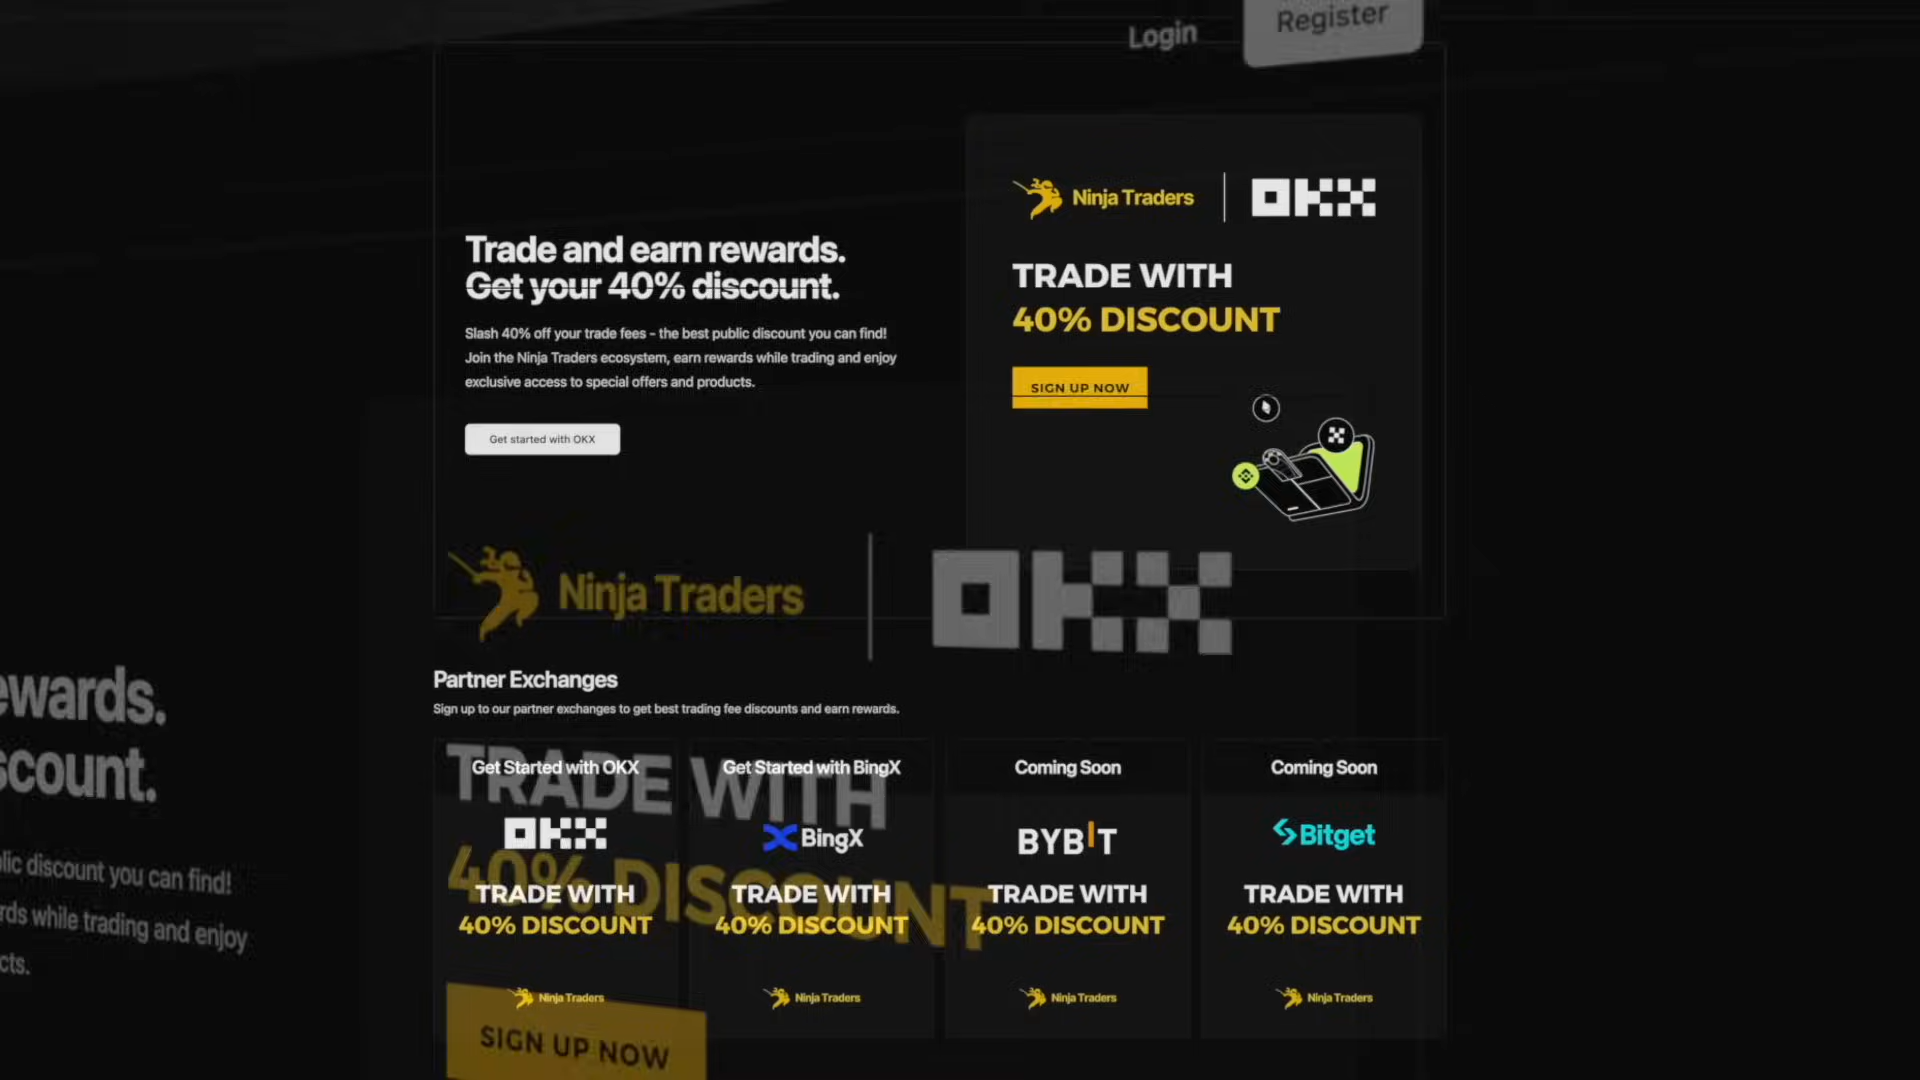 Login
Register
Ninja Traders
OKX
Trade and earn rewards.
Get your 40% discount.
TRADE WITH
40% DISCOUNT
Slash 40% off your trade fees - the best public discount you can find!
Join the Ninja Traders ecosystem, earn rewards while trading and enjoy
exclusive access to special offers and products.
SIGN UP NOW
Get started with OKX
Ninja Traders
OKX
ewards.
scount.
lic discount you can find!
rds while trading and enjoy
cts.
TRADE WITH
40% DISCOUNT
SIGN UP NOW
Partner Exchanges
Sign up to our partner exchanges to get best trading fee discounts and earn rewards.
Get Started with OKX
OKX
TRADE WITH
40% DISCOUNT
Ninja Traders
Get Started with BingX
BingX
TRADE WITH
40% DISCOUNT
Ninja Traders
Coming Soon
BYBIT
TRADE WITH
40% DISCOUNT
Ninja Traders
Coming Soon
Bitget
TRADE WITH
40% DISCOUNT
Ninja Traders